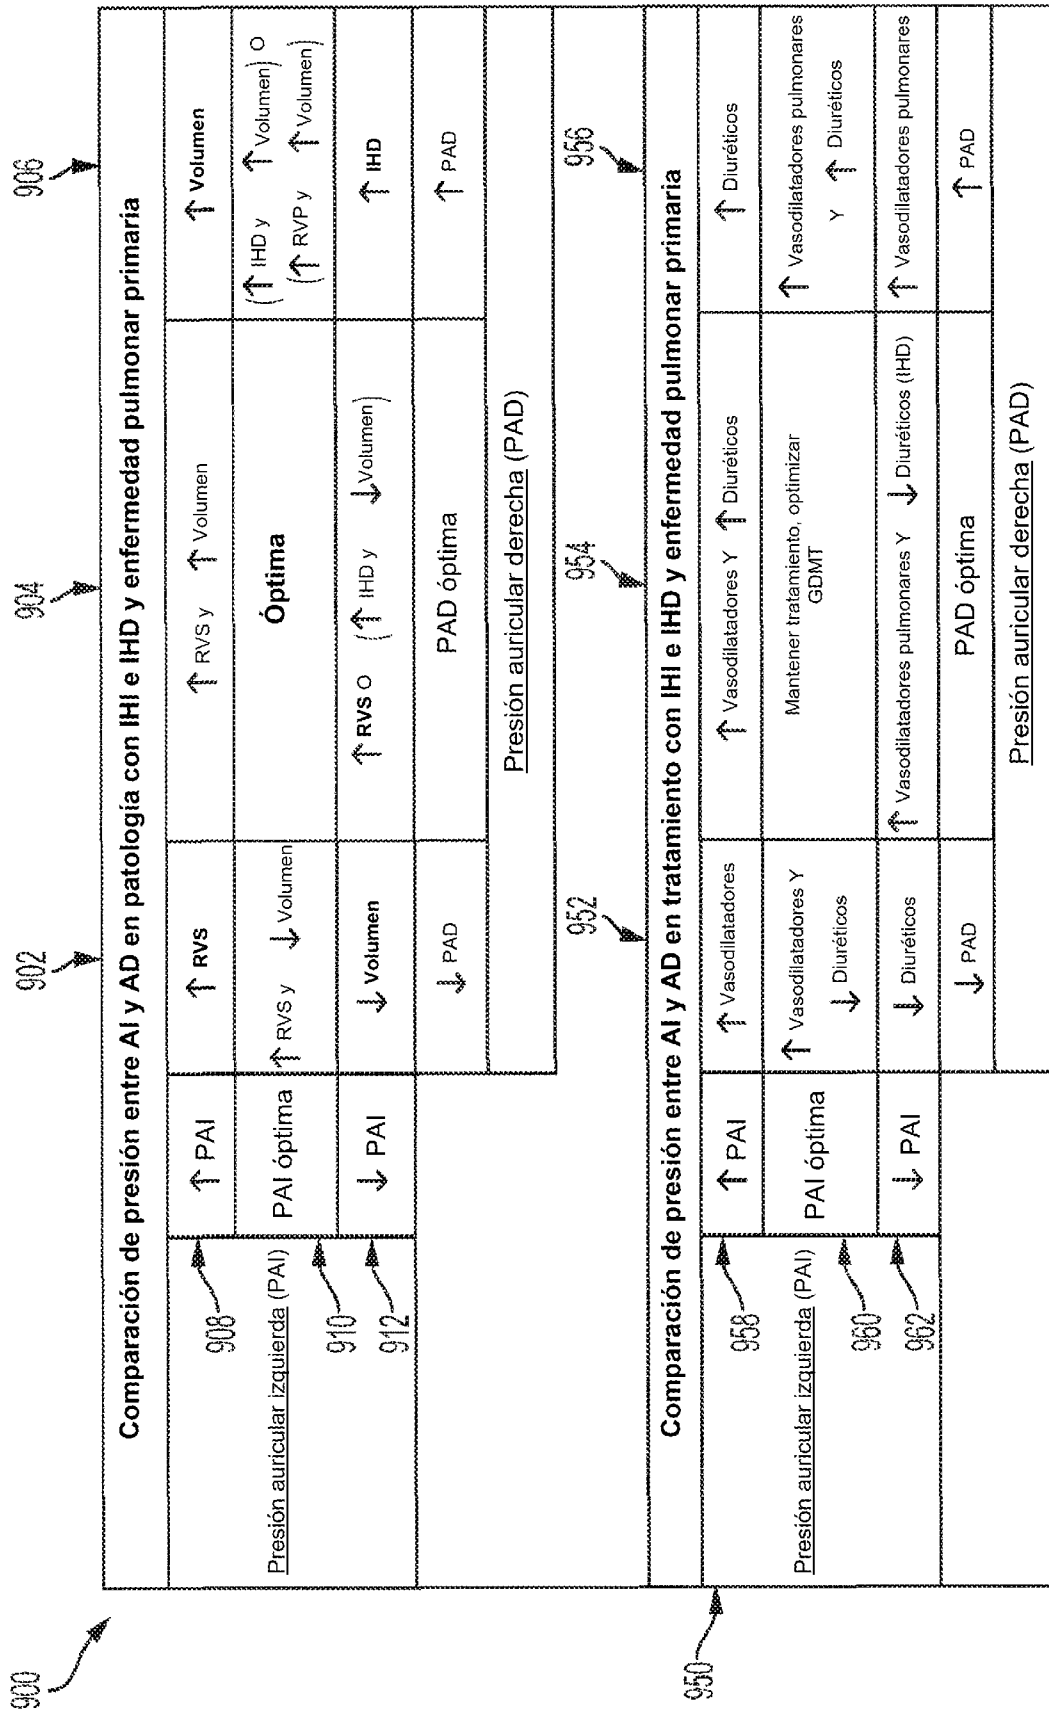 900
902
904
906
Comparación de presión entre AI y AD en patología con IHI e IHD y enfermedad pulmonar primaria
Presión auricular izquierda (PAI)
908
910
912
↑ PAI
↑ RVS
↑ RVS y ↑ Volumen
↑ Volumen
PAI óptima
↑ RVS y ↓ Volumen
Óptima
(↑ IHD y ↑ Volumen) O
(↑ RVP y ↑ Volumen)
↓ PAI
↓ Volumen
↑ RVS O (↑ IHD y ↓ Volumen)
↑ IHD
↓ PAD
PAD óptima
↑ PAD
Presión auricular derecha (PAD)
950
952
954
956
Comparación de presión entre AI y AD en tratamiento con IHI e IHD y enfermedad pulmonar primaria
Presión auricular izquierda (PAI)
958
960
962
↑ PAI
↑ Vasodilatadores
↑ Vasodilatadores Y ↑ Diuréticos
↑ Diuréticos
PAI óptima
↑ Vasodilatadores Y
↓ Diuréticos
Mantener tratamiento, optimizar
GDMT
↑ Vasodilatadores pulmonares
Y ↑ Diuréticos
↓ PAI
↓ Diuréticos
↑ Vasodilatadores pulmonares Y ↓ Diuréticos (IHD)
↑ Vasodilatadores pulmonares
↓ PAD
PAD óptima
↑ PAD
Presión auricular derecha (PAD)